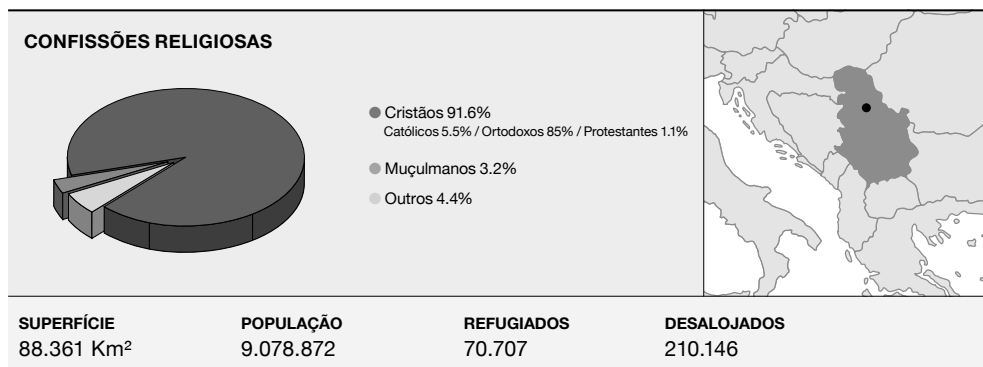 CONFISSÕES RELIGIOSAS
Cristãos 91.6%
Católicos 5.5% / Ortodoxos 85% / Protestantes 1.1%
Muçulmanos 3.2%
Outros 4.4%
SUPERFÍCIE
88.361 Km²
POPULAÇÃO
9.078.872
REFUGIADOS
70.707
DESALOJADOS
210.146